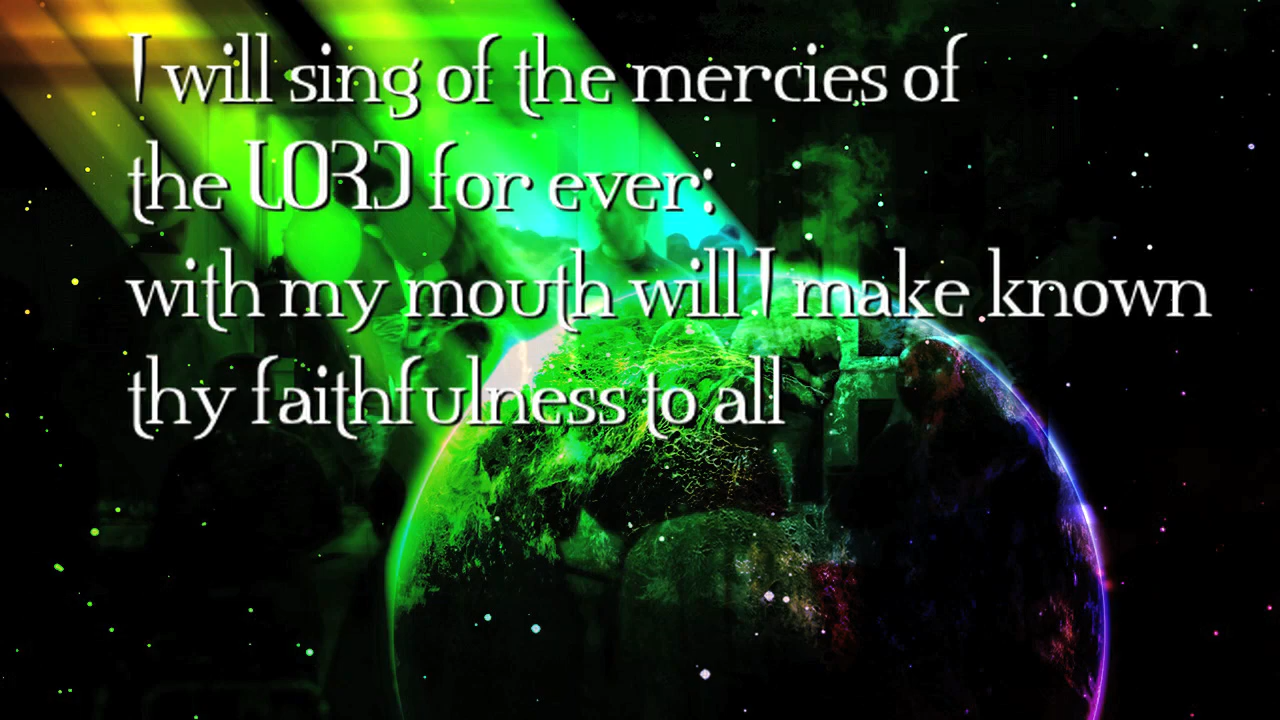 I will sing of the mercies of
the LORD for ever:
with my mouth will I make known
thy faithfulness to all